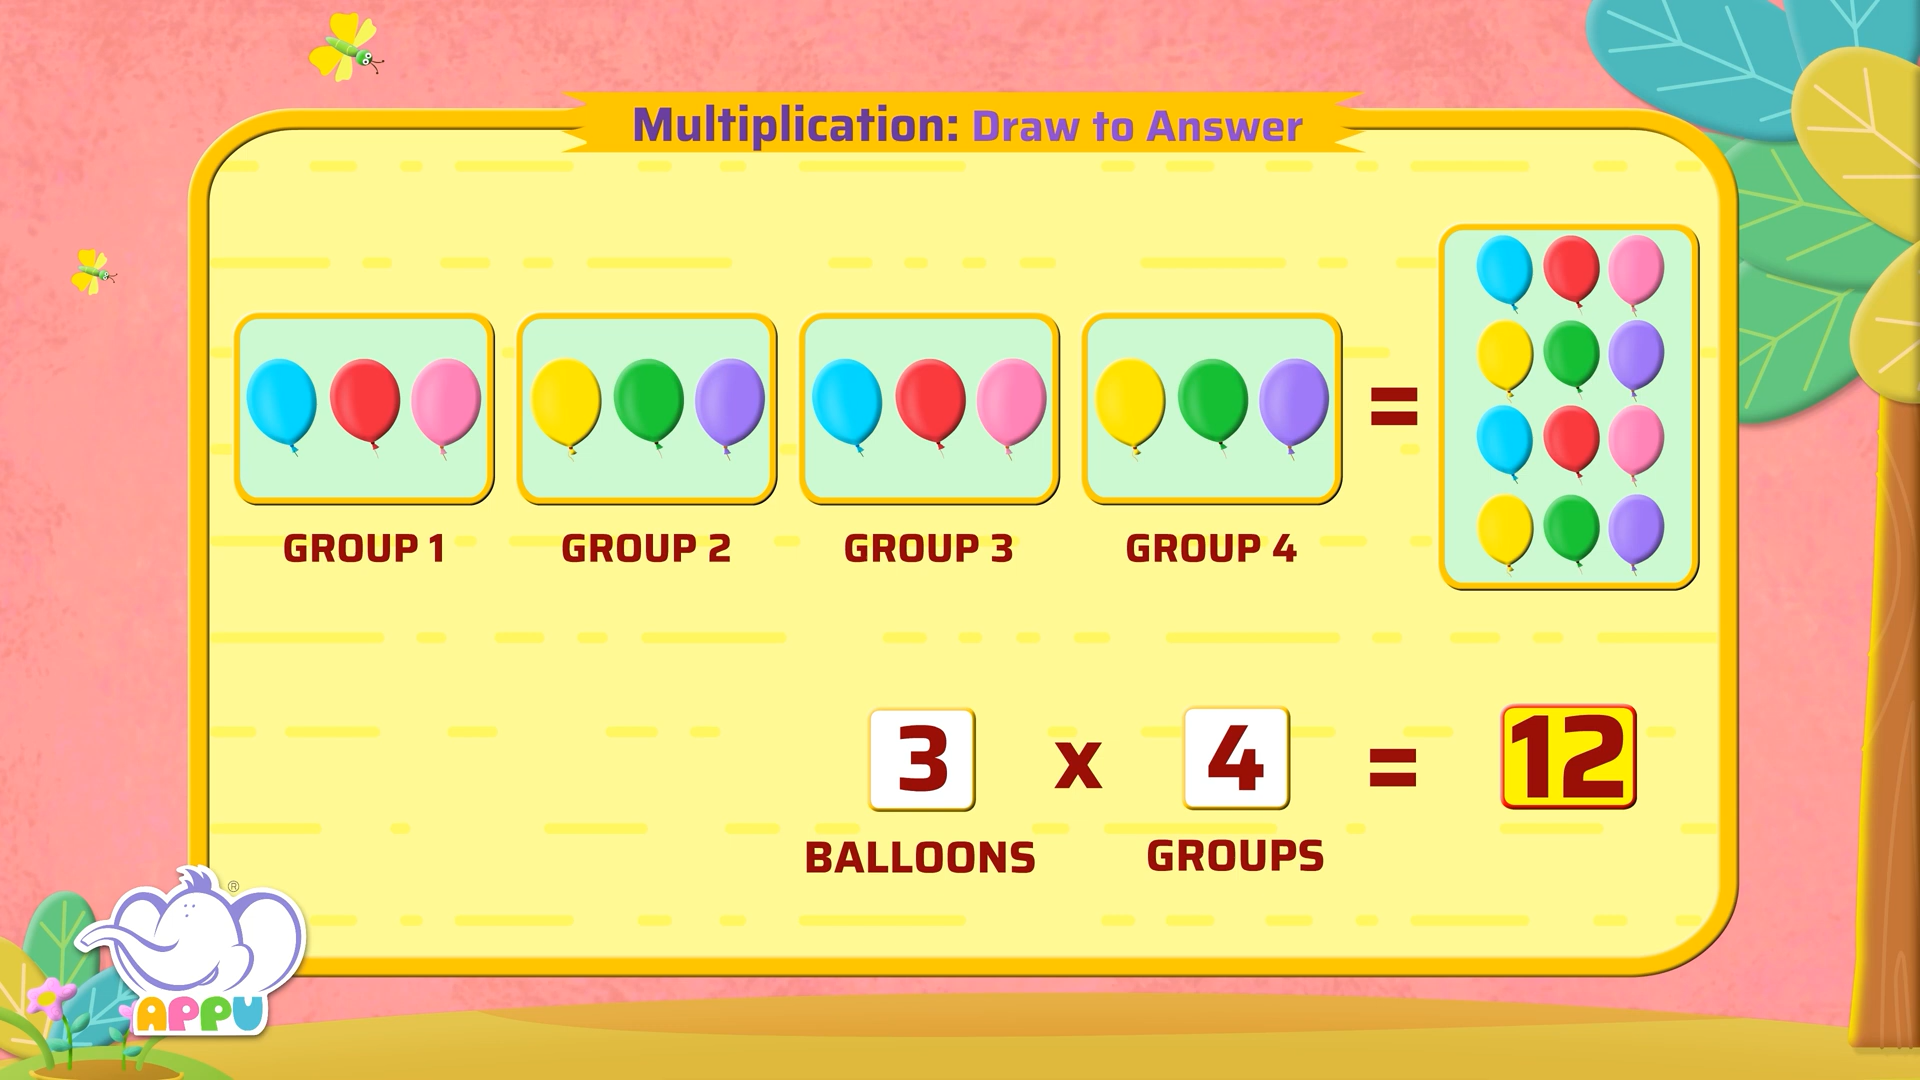 Multiplication: Draw to Answer
=
GROUP 1
GROUP 2
GROUP 3
GROUP 4
3 x 4 = 12
BALLOONS
GROUPS
®
APPU